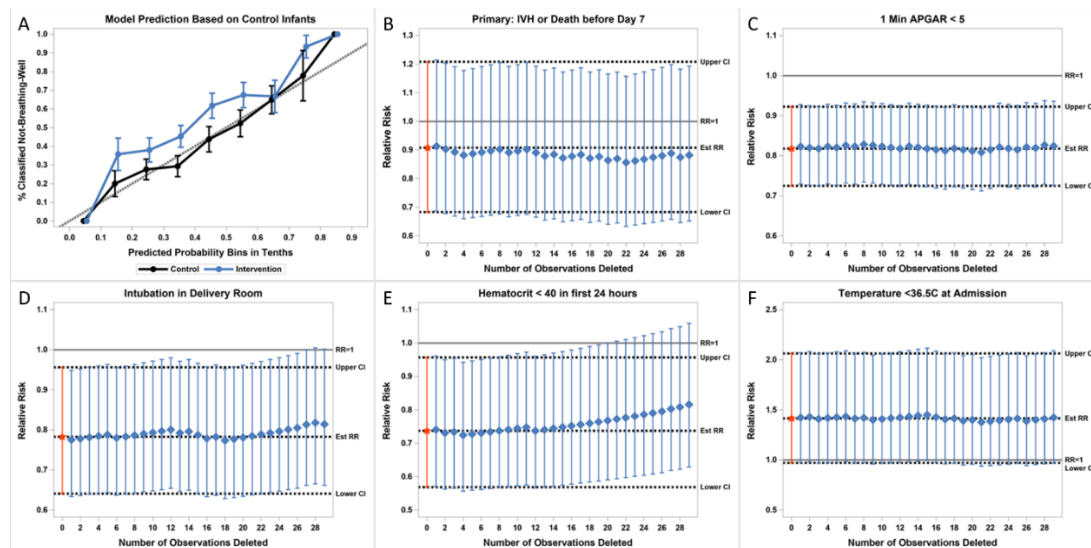 A
Model Prediction Based on Control Infants
% Classified Not-Breathing-Well
1.0
0.9
0.8
0.7
0.6
0.5
0.4
0.3
0.2
0.1
0.0
0.0 0.1 0.2 0.3 0.4 0.5 0.6 0.7 0.8 0.9
Predicted Probability Bins in Tenths
Control Intervention
B
Primary: IVH or Death before Day 7
Relative Risk
1.3
1.2
1.1
1.0
0.9
0.8
0.7
0.6
Upper CI
RR=1
Est RR
Lower CI
0 2 4 6 8 10 12 14 16 18 20 22 24 26 28
Number of Observations Deleted
C
1 Min APGAR < 5
Relative Risk
1.1
1.0
0.9
0.8
0.7
0.6
RR=1
Upper CI
Est RR
Lower CI
0 2 4 6 8 10 12 14 16 18 20 22 24 26 28
Number of Observations Deleted
D
Intubation in Delivery Room
Relative Risk
1.1
1.0
0.9
0.8
0.7
0.6
RR=1
Upper CI
Est RR
Lower CI
0 2 4 6 8 10 12 14 16 18 20 22 24 26 28
Number of Observations Deleted
E
Hematocrit < 40 in first 24 hours
Relative Risk
1.1
1.0
0.9
0.8
0.7
0.6
0.5
RR=1
Upper CI
Est RR
Lower CI
0 2 4 6 8 10 12 14 16 18 20 22 24 26 28
Number of Observations Deleted
F
Temperature <36.5C at Admission
Relative Risk
2.5
2.0
1.5
1.0
0.5
Upper C
Est RR
RR=1
Lower C
0 2 4 6 8 10 12 14 16 18 20 22 24 26 28
Number of Observations Deleted